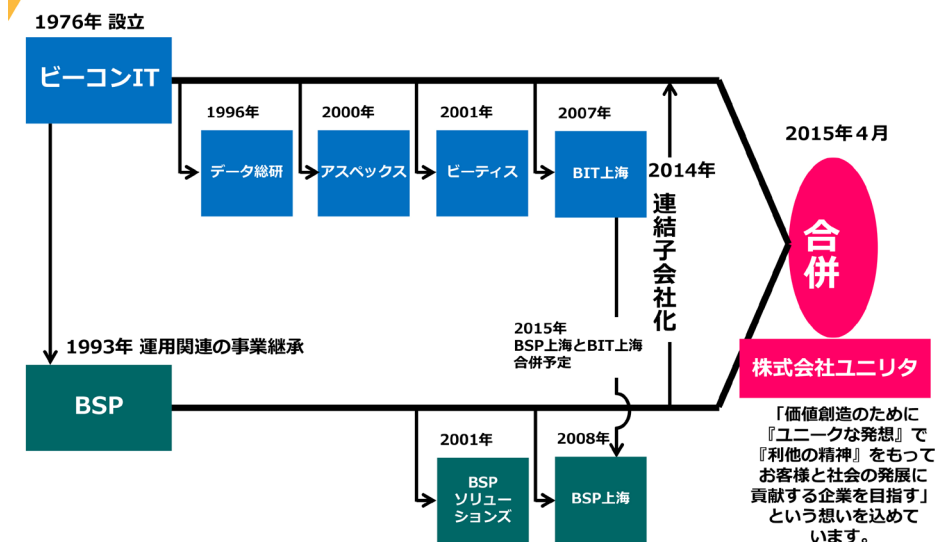 1976年 設立
ビーコンIT
1996年
データ総研
2000年
アスペックス
2001年
ビーティス
2007年
BIT上海
2014年
連結子会社化
2015年４月
合併
株式会社ユニリタ
「価値創造のために
『ユニークな発想』で
『利他の精神』をもって
お客様と社会の発展に
貢献する企業を目指す」
という想いを込めて
います。
2015年
BSP上海とBIT上海
合併予定
1993年 運用関連の事業継承
BSP
2001年
BSP
ソリュー
ションズ
2008年
BSP上海